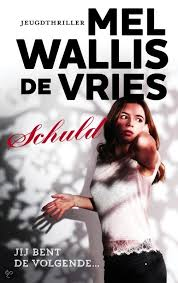 JEUGDTHRILLER
MEL
WALLIS
DE VRIES
Schuld
JIJ BENT
DE VOLGENDE...